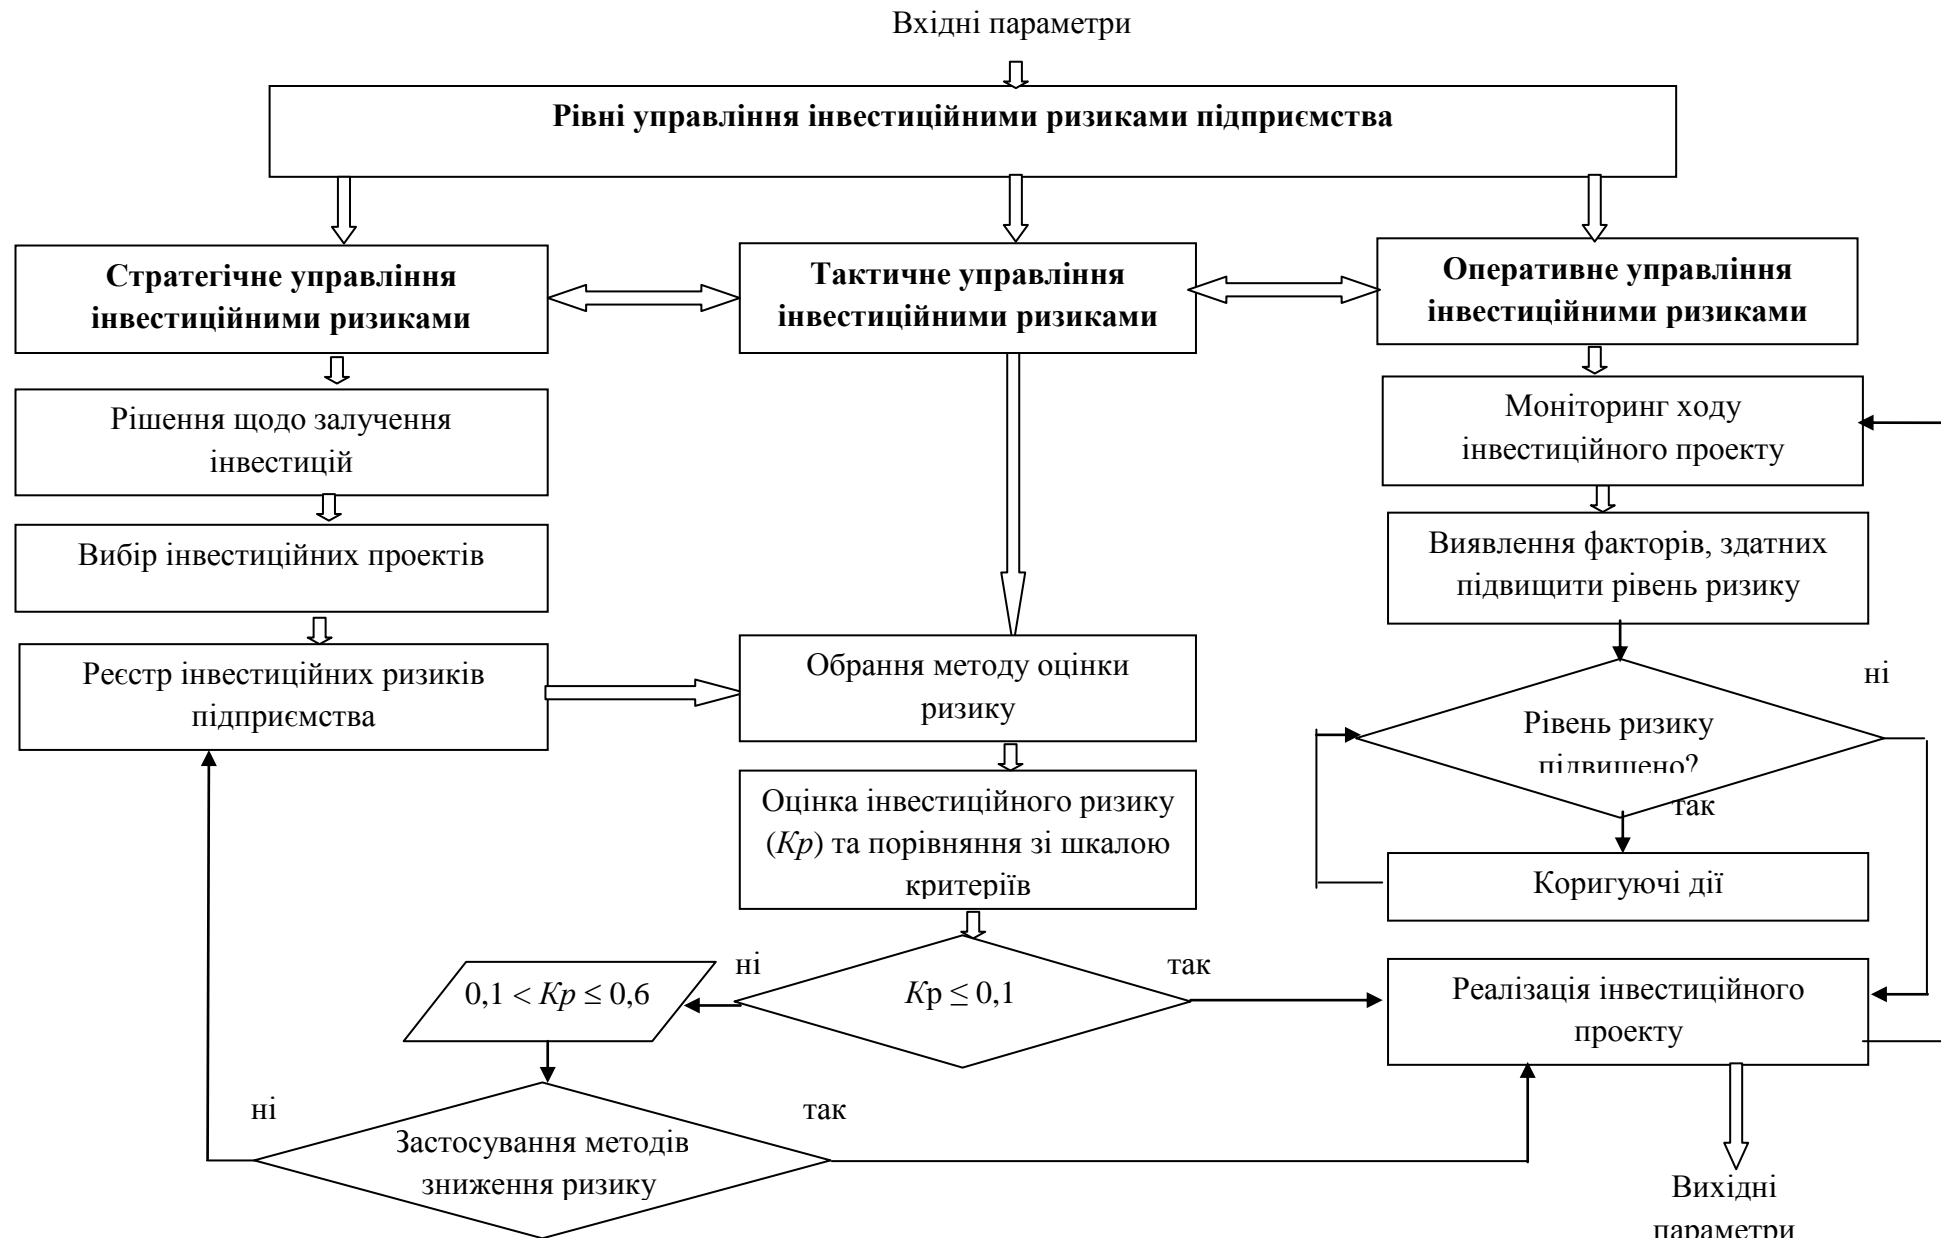 Вхідні параметри
Рівні управління інвестиційними ризиками підприємства
Стратегічне управління
інвестиційними ризиками
Тактичне управління
інвестиційними ризиками
Оперативне управління
інвестиційними ризиками
Рішення щодо залучення
інвестицій
Вибір інвестиційних проектів
Реєстр інвестиційних ризиків
підприємства
Обрання методу оцінки
ризику
Оцінка інвестиційного ризику
(Кр) та порівняння зі шкалою
критеріїв
Моніторинг ходу
інвестиційного проекту
Виявлення факторів, здатних
підвищити рівень ризику
ні
Рівень ризику
підвищено?
так
Коригуючі дії
ні
0,1 < Кр ≤ 0,6
Кр ≤ 0,1
так
Реалізація інвестиційного
проекту
ні
так
Застосування методів
зниження ризику
Вихідні
параметри